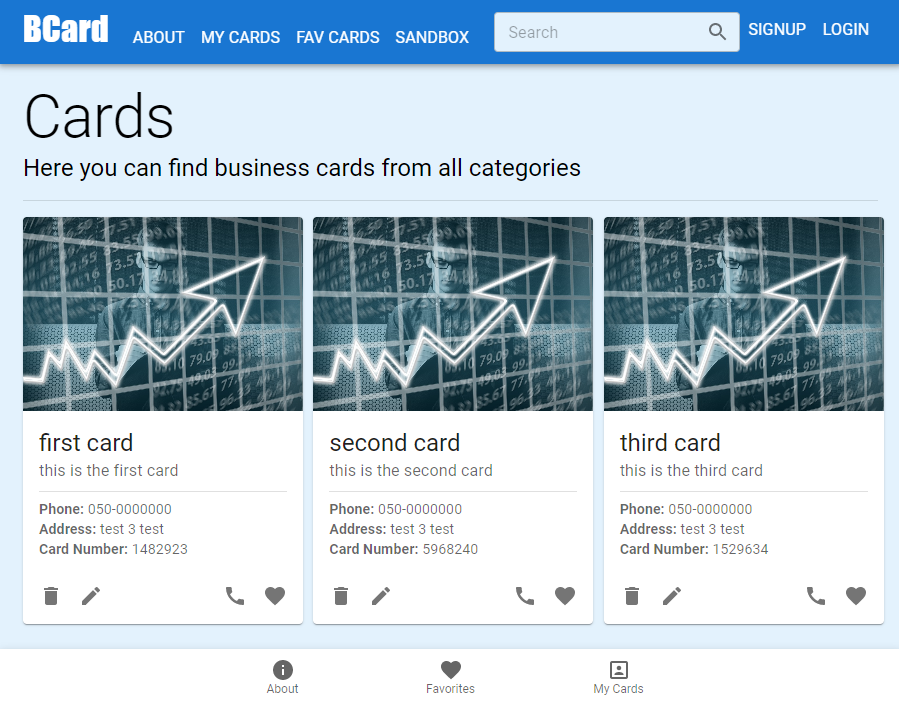 BCard ABOUT MY CARDS FAV CARDS SANDBOX Search SIGNUP LOGIN
Cards
Here you can find business cards from all categories
first card
this is the first card
Phone: 050-0000000
Address: test 3 test
Card Number: 1482923
second card
this is the second card
Phone: 050-0000000
Address: test 3 test
Card Number: 5968240
third card
this is the third card
Phone: 050-0000000
Address: test 3 test
Card Number: 1529634
About Favorites My Cards